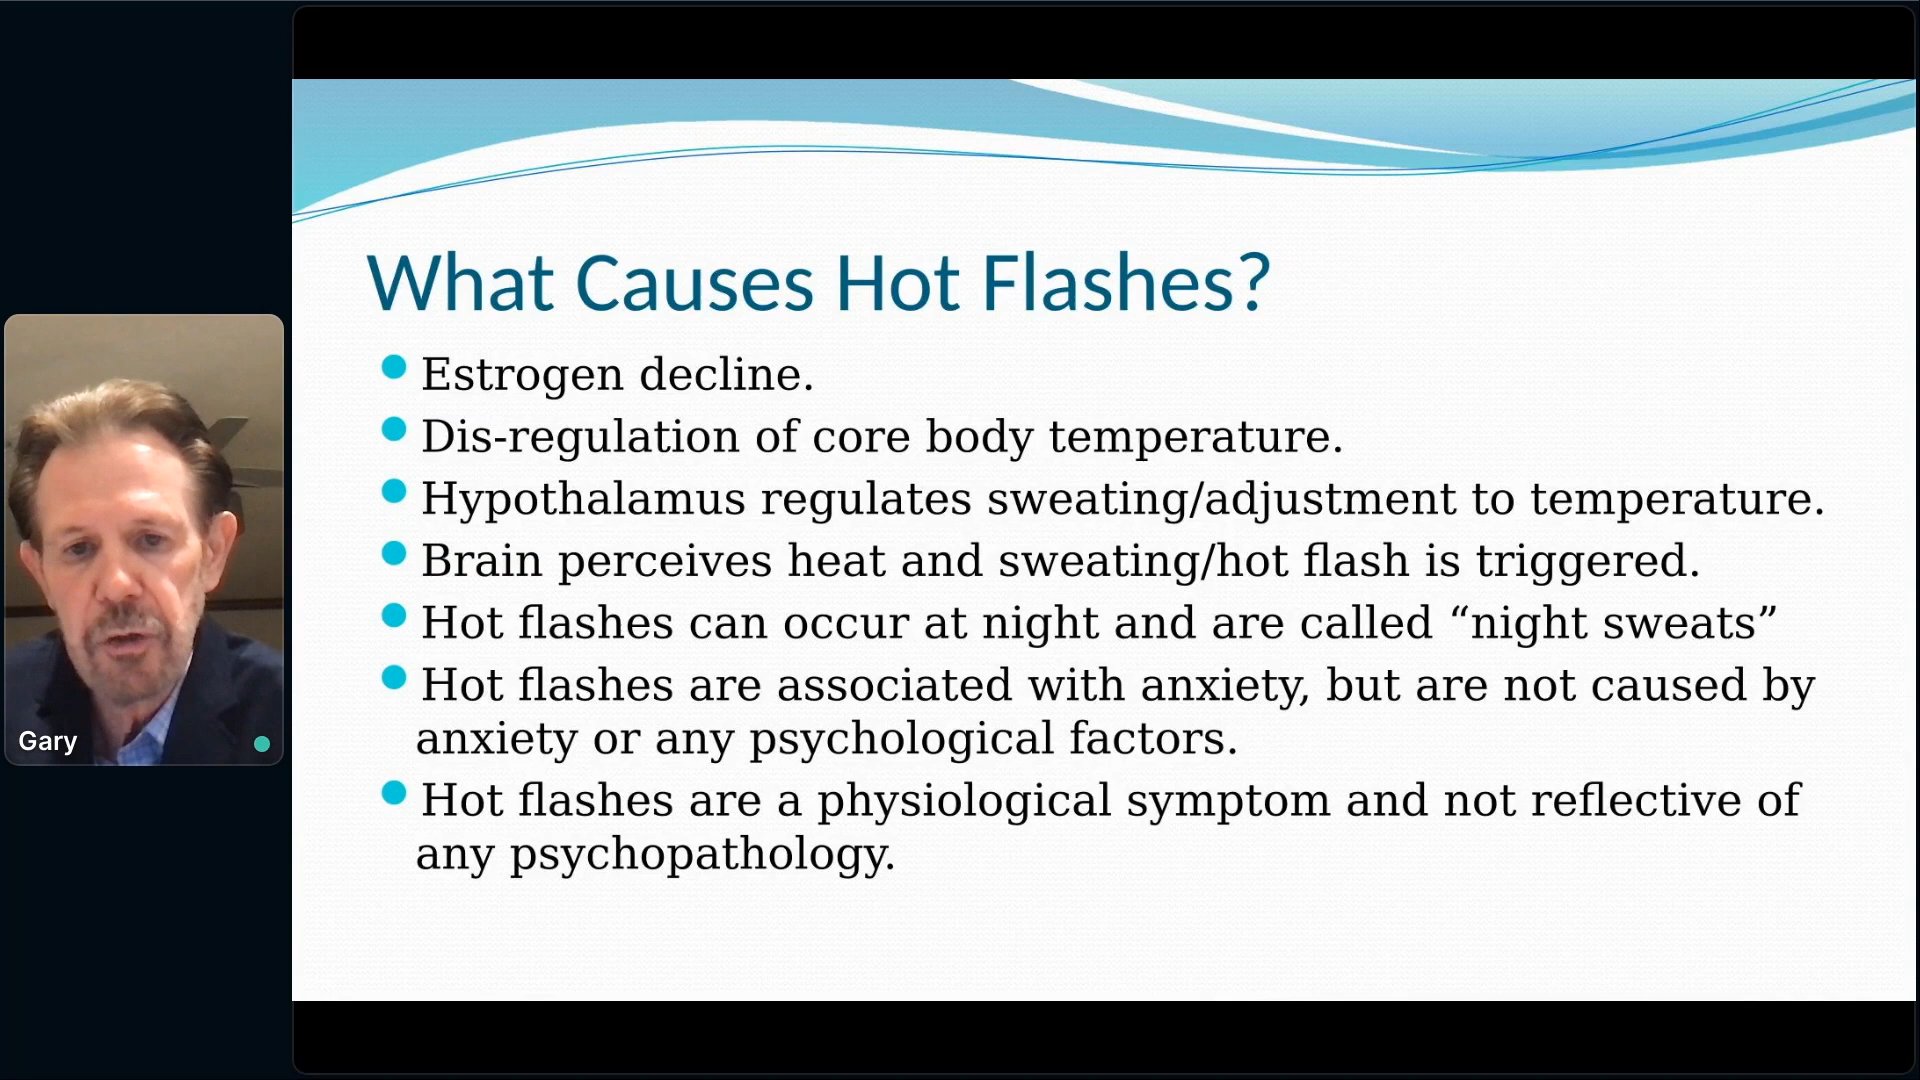 What Causes Hot Flashes?
Estrogen decline.
Dis-regulation of core body temperature.
Hypothalamus regulates sweating/adjustment to temperature.
Brain perceives heat and sweating/hot flash is triggered.
Hot flashes can occur at night and are called “night sweats”
Hot flashes are associated with anxiety, but are not caused by
anxiety or any psychological factors.
Hot flashes are a physiological symptom and not reflective of
any psychopathology.
Gary